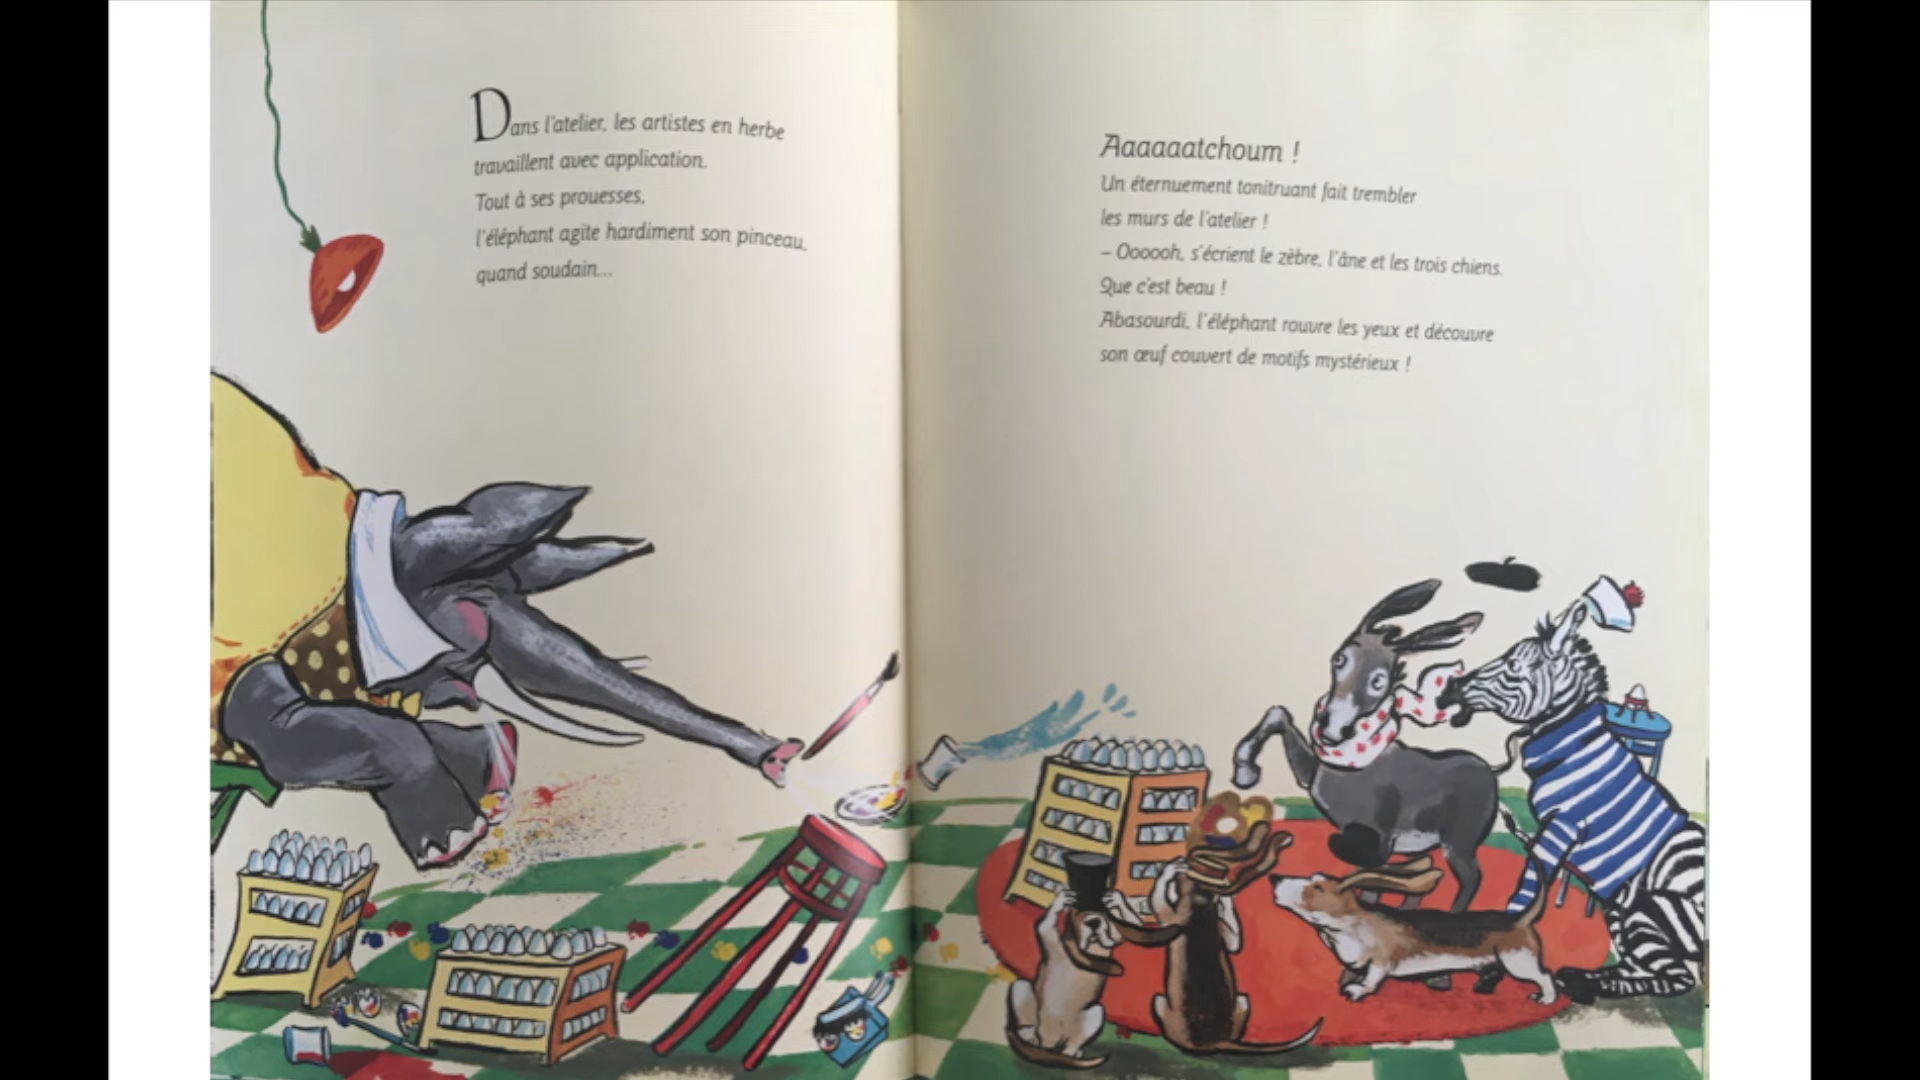 Dans l'atelier, les artistes en herbe
travaillent avec application.
Tout à ses prouesses,
l'éléphant agite hardiment son pinceau,
quand soudain...
Aaaaaatchoum !
Un éternuement tonitruant fait trembler
les murs de l'atelier !
– Oooooh, s'écrient le zèbre, l'âne et les trois chiens.
Que c'est beau !
Abasourdi, l'éléphant rouvre les yeux et découvre
son œuf couvert de motifs mystérieux !